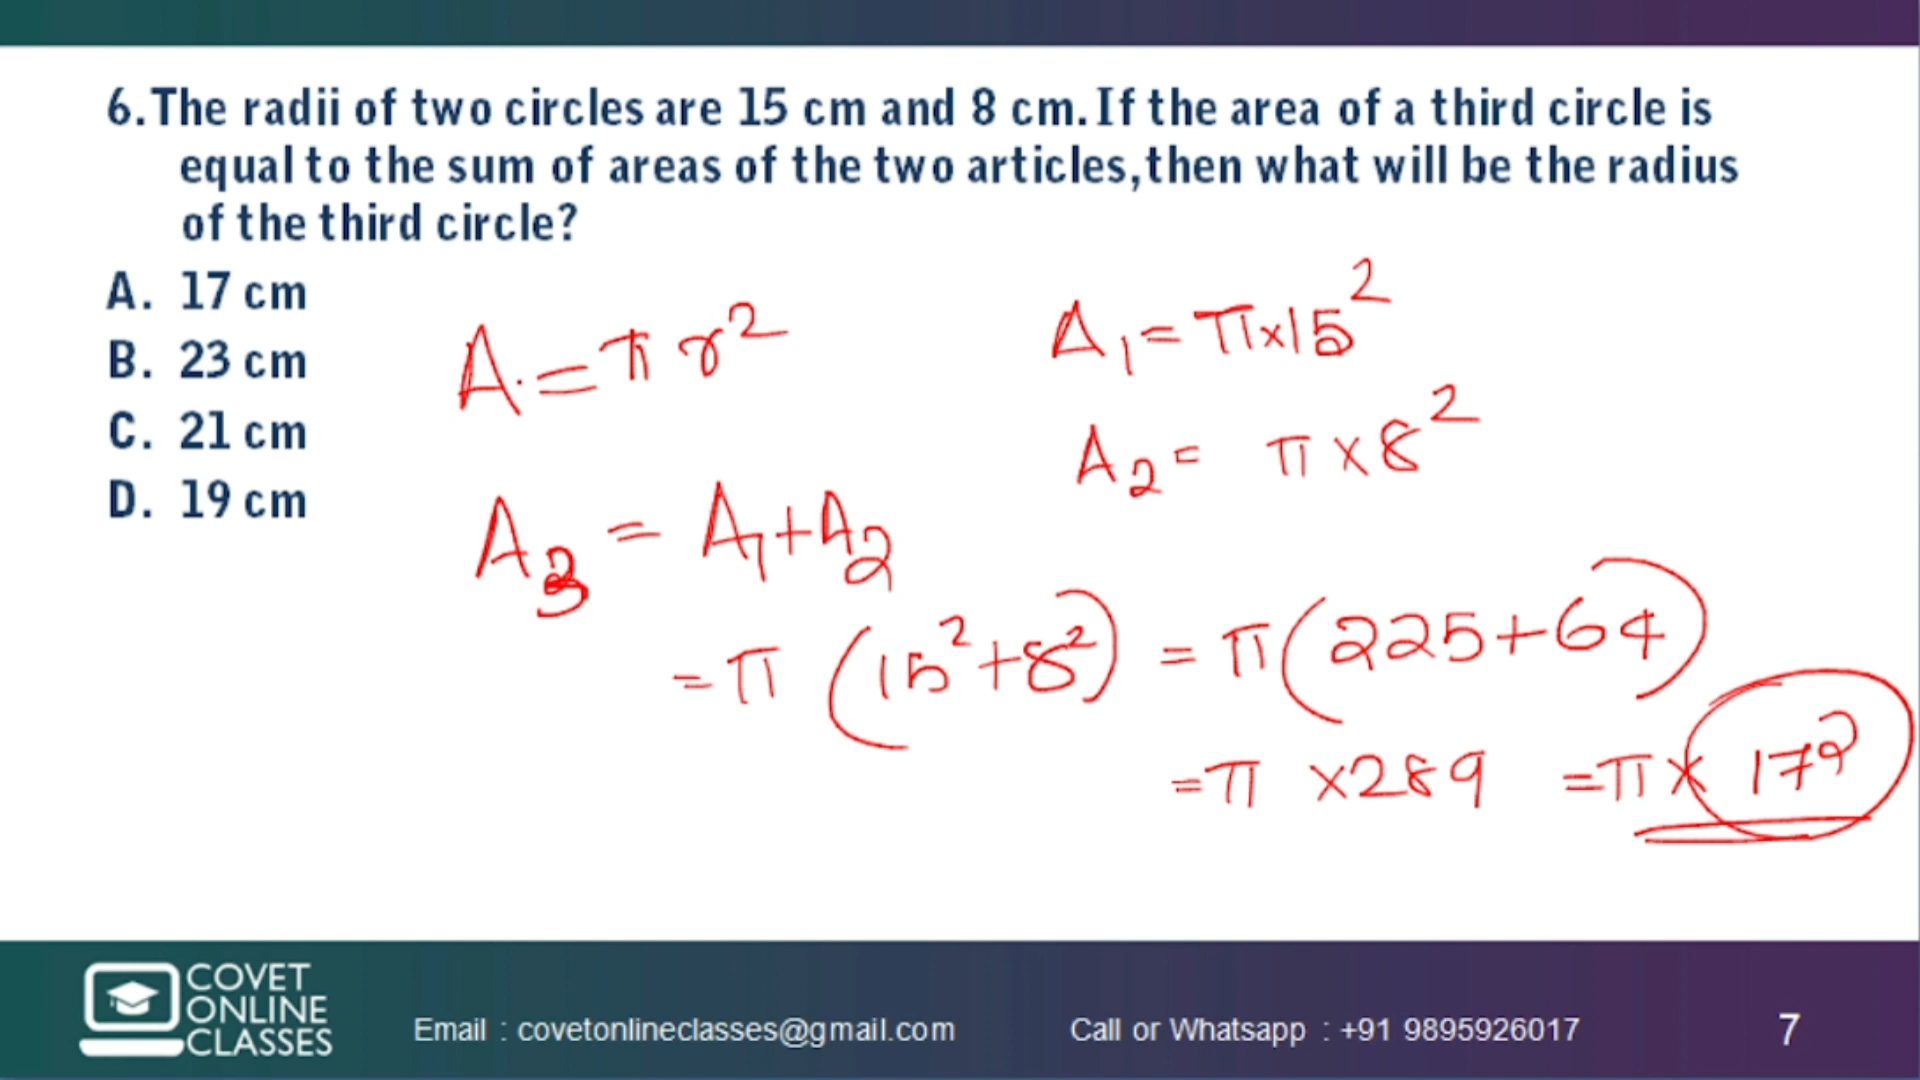 6. The radii of two circles are 15 cm and 8 cm. If the area of a third circle is
equal to the sum of areas of the two articles, then what will be the radius
of the third circle?
A. 17 cm
B. 23 cm
C. 21 cm
D. 19 cm
A = π r²
A₁ = π×15²
A₂ = π × 8²
A₃ = A₁+A₂
= π (15²+8²) = π (225+64)
= π ×289 = π × 17²
COVET
ONLINE
CLASSES
Email : covetonlineclasses@gmail.com
Call or Whatsapp : +91 9895926017
7